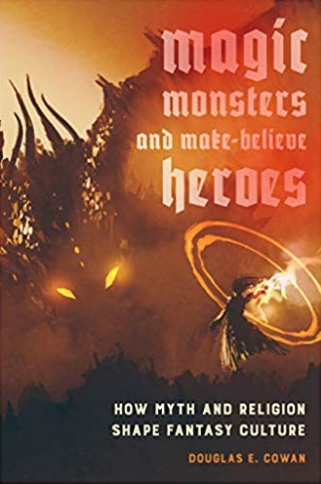 magic
monsters
and make-believe
heroes
HOW MYTH AND RELIGION
SHAPE FANTASY CULTURE
DOUGLAS E. COWAN